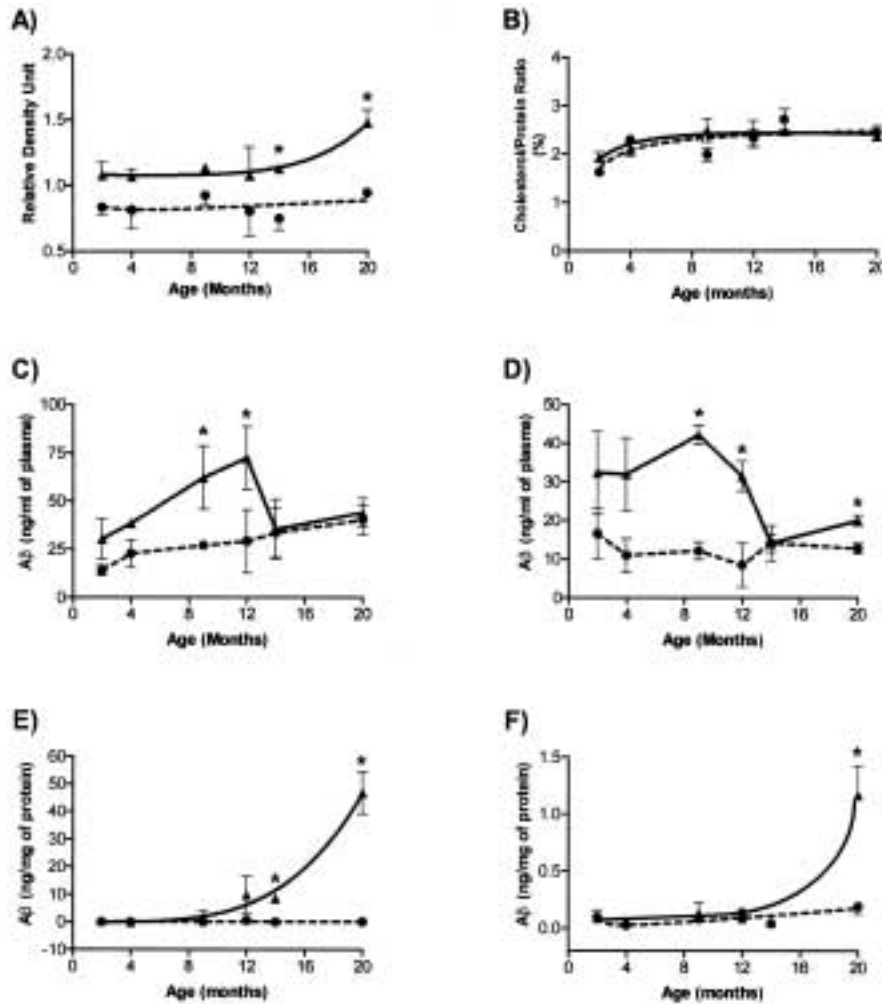 A)
Relative Density Unit
2.0
1.5
1.0
0.5
0 4 8 12 16 20
Age (Months)
* *
B)
Cholesterol/Protein Ratio
(%)
4
3
2
1
0
0 4 8 12 16 20
Age (months)
C)
Aβ (ng/ml of plasma)
100
75
50
25
0
0 4 8 12 16 20
Age (Months)
* *
D)
Aβ (ng/ml of plasma)
50
40
30
20
10
0
0 4 8 12 16 20
Age (Months)
* * *
E)
Aβ (ng/mg of protein)
60
50
40
30
20
10
0
-10
0 4 8 12 16 20
Age (months)
* *
F)
Aβ (ng/mg of protein)
1.5
1.0
0.5
0.0
0 4 8 12 16 20
Age (months)
*